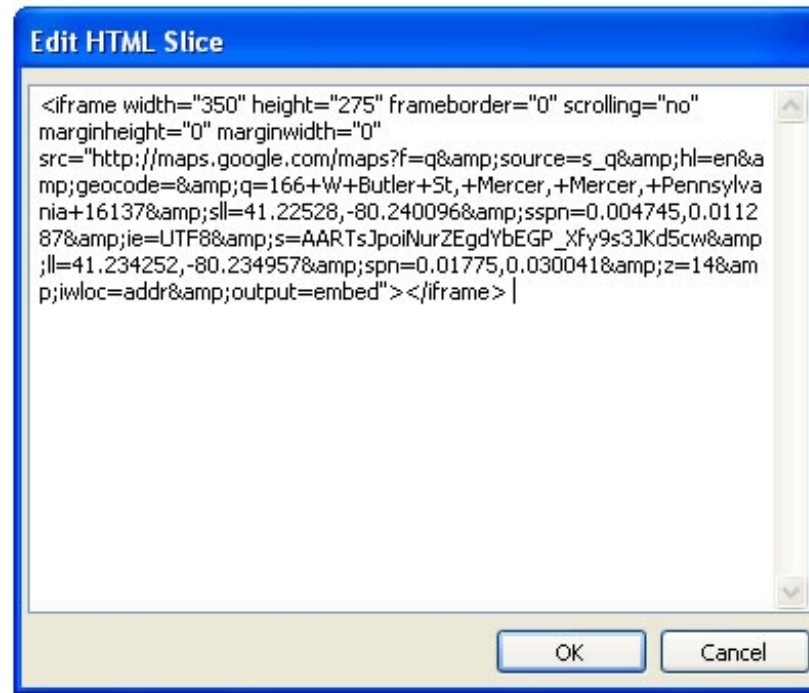 Edit HTML Slice
<iframe width="350" height="275" frameborder="0" scrolling="no"
marginheight="0" marginwidth="0"
src="http://maps.google.com/maps?f=q&amp;source=s_q&amp;hl=en&a
mp;geocode=&amp;q=166+W+Butler+St,+Mercer,+Mercer,+Pennsylva
nia+16137&amp;sll=41.22528,-80.240096&amp;sspn=0.004745,0.0112
87&amp;ie=UTF8&amp;s=AARTsJpoiNurZEgdYbEGP_Xfy9s3JKd5cw&amp
;ll=41.234252,-80.234957&amp;spn=0.01775,0.030041&amp;z=14&am
p;iwloc=addr&amp;output=embed"></iframe>
OK
Cancel